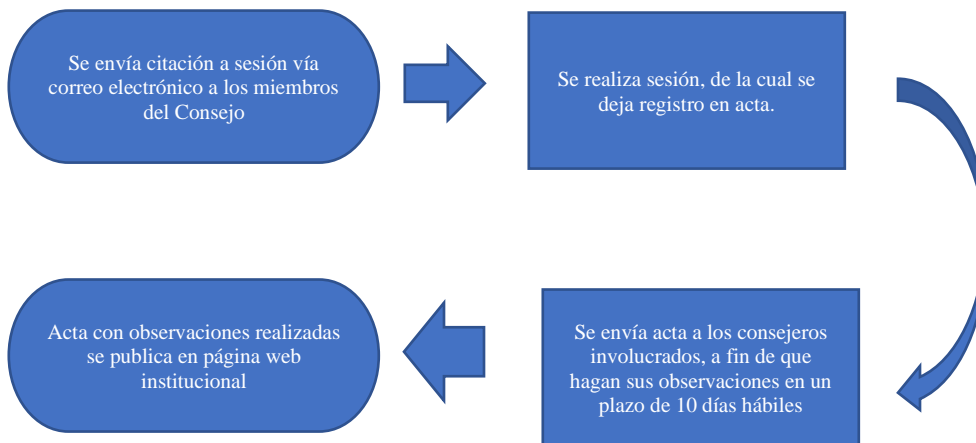 Se envía citación a sesión vía
correo electrónico a los miembros
del Consejo
Se realiza sesión, de la cual se
deja registro en acta.
Se envía acta a los consejeros
involucrados, a fin de que
hagan sus observaciones en un
plazo de 10 días hábiles
Acta con observaciones realizadas
se publica en página web
institucional